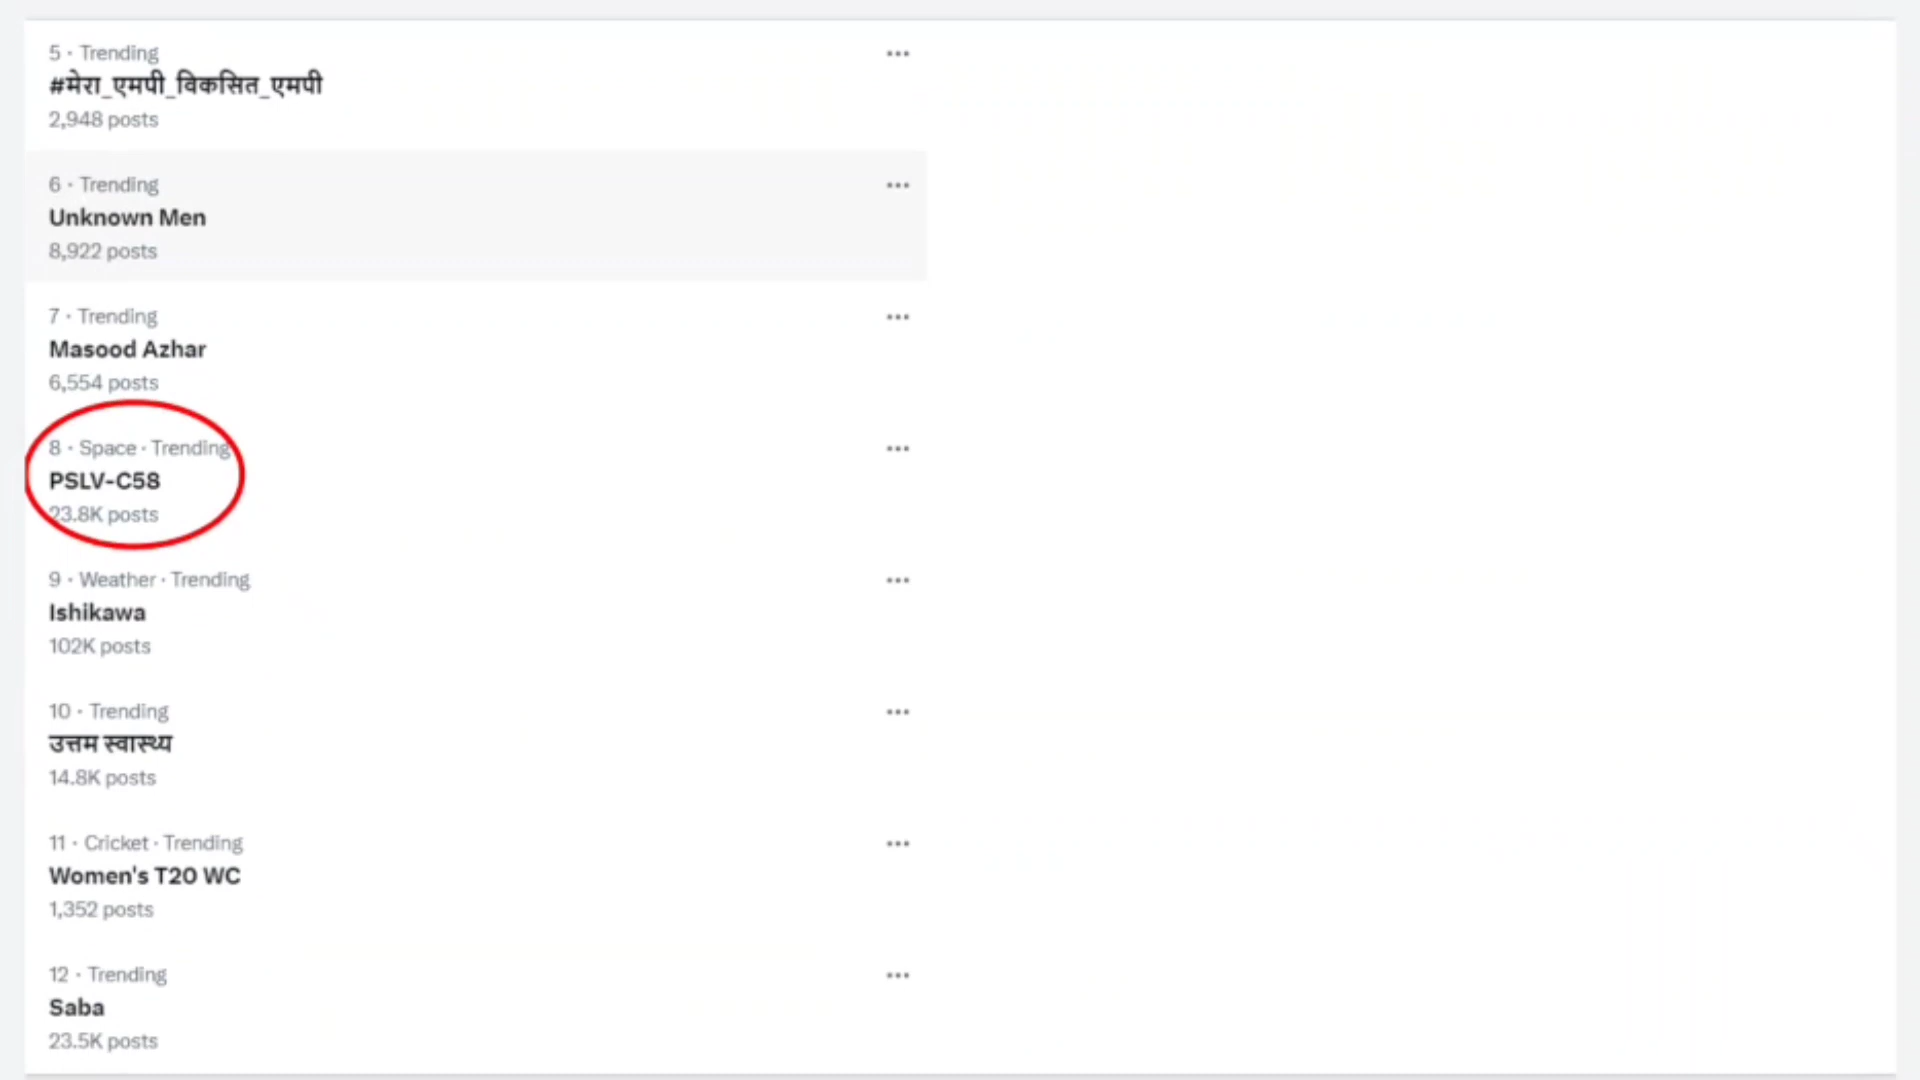 5 · Trending
#मेरा_एमपी_विकसित_एमपी
2,948 posts
6 · Trending
Unknown Men
8,922 posts
7 · Trending
Masood Azhar
6,554 posts
8 · Space · Trending
PSLV-C58
23.8K posts
9 · Weather · Trending
Ishikawa
102K posts
10 · Trending
उत्तम स्वास्थ्य
14.8K posts
11 · Cricket · Trending
Women's T20 WC
1,352 posts
12 · Trending
Saba
23.5K posts